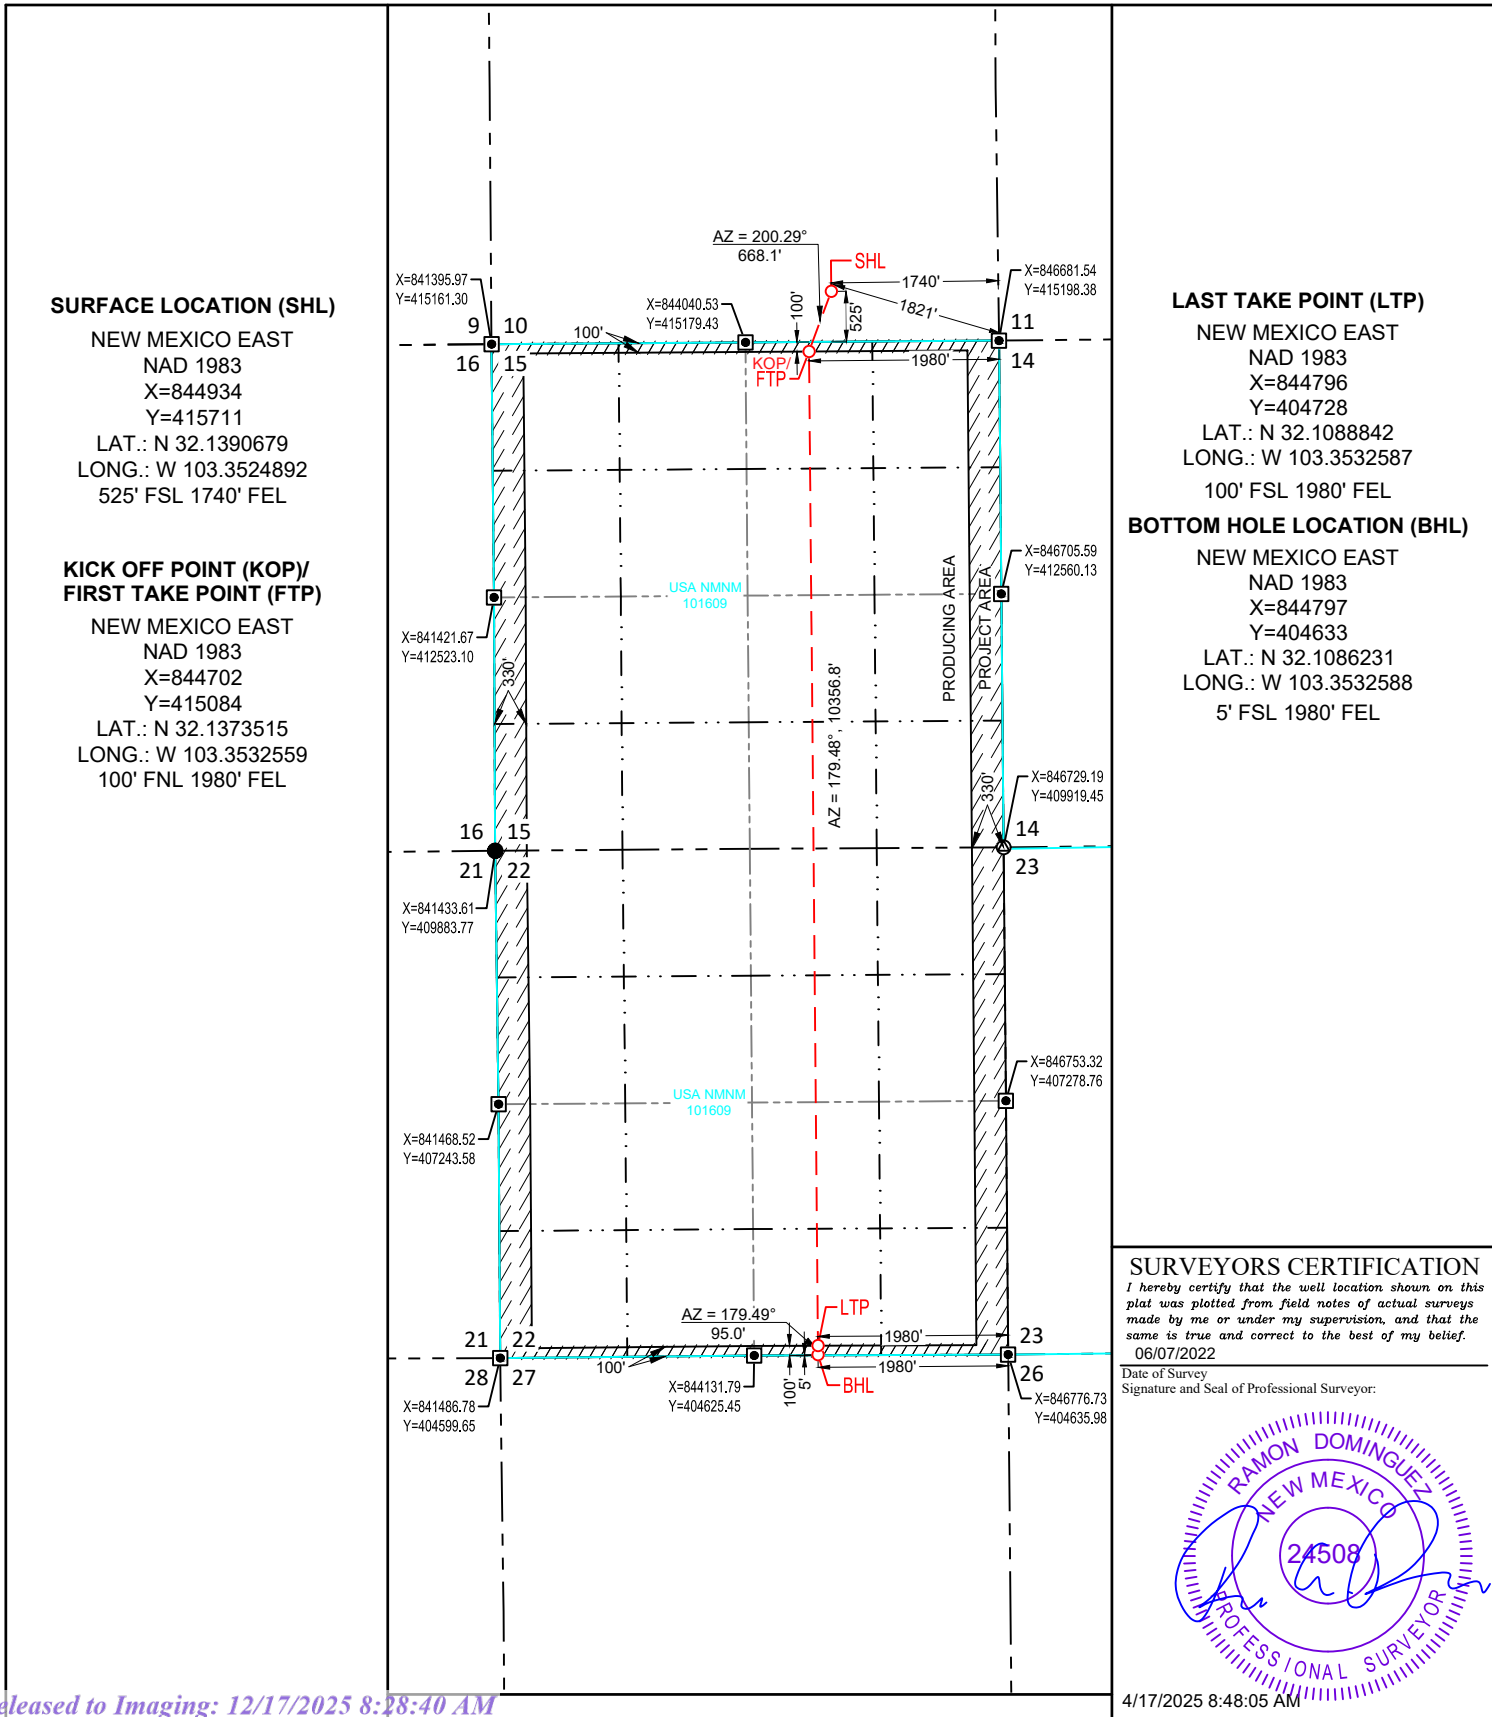 SURFACE LOCATION (SHL)
NEW MEXICO EAST
NAD 1983
X=844934
Y=415711
LAT.: N 32.1390679
LONG.: W 103.3524892
525' FSL 1740' FEL
KICK OFF POINT (KOP)/
FIRST TAKE POINT (FTP)
NEW MEXICO EAST
NAD 1983
X=844702
Y=415084
LAT.: N 32.1373515
LONG.: W 103.3532559
100' FNL 1980' FEL
AZ = 200.29°
668.1'
SHL
1740'
1821'
525'
100'
X=841395.97
Y=415161.30
X=844040.53
Y=415179.43
X=846681.54
Y=415198.38
9 10
16 15
11
14
100'
KOP/
FTP
1980'
X=846705.59
Y=412560.13
USA NMNM
101609
X=841421.67
Y=412523.10
330'
PRODUCING AREA
PROJECT AREA
AZ = 179.48°, 10356.8'
330'
X=846729.19
Y=409919.45
16 15
21 22
14
23
X=841433.61
Y=409883.77
X=846753.32
Y=407278.76
USA NMNM
101609
X=841468.52
Y=407243.58
AZ = 179.49°
95.0'
LTP
1980'
21 22
28 27
23
26
100'
1980'
BHL
100'
5'
X=844131.79
Y=404625.45
X=841486.78
Y=404599.65
X=846776.73
Y=404635.98
LAST TAKE POINT (LTP)
NEW MEXICO EAST
NAD 1983
X=844796
Y=404728
LAT.: N 32.1088842
LONG.: W 103.3532587
100' FSL 1980' FEL
BOTTOM HOLE LOCATION (BHL)
NEW MEXICO EAST
NAD 1983
X=844797
Y=404633
LAT.: N 32.1086231
LONG.: W 103.3532588
5' FSL 1980' FEL
SURVEYORS CERTIFICATION
I hereby certify that the well location shown on this
plat was plotted from field notes of actual surveys
made by me or under my supervision, and that the
same is true and correct to the best of my belief.
06/07/2022
Date of Survey
Signature and Seal of Professional Surveyor:
RAMON DOMINGUEZ
NEW MEXICO
24508
PROFESSIONAL SURVEYOR
4/17/2025 8:48:05 AM
eleased to Imaging: 12/17/2025 8:28:40 AM